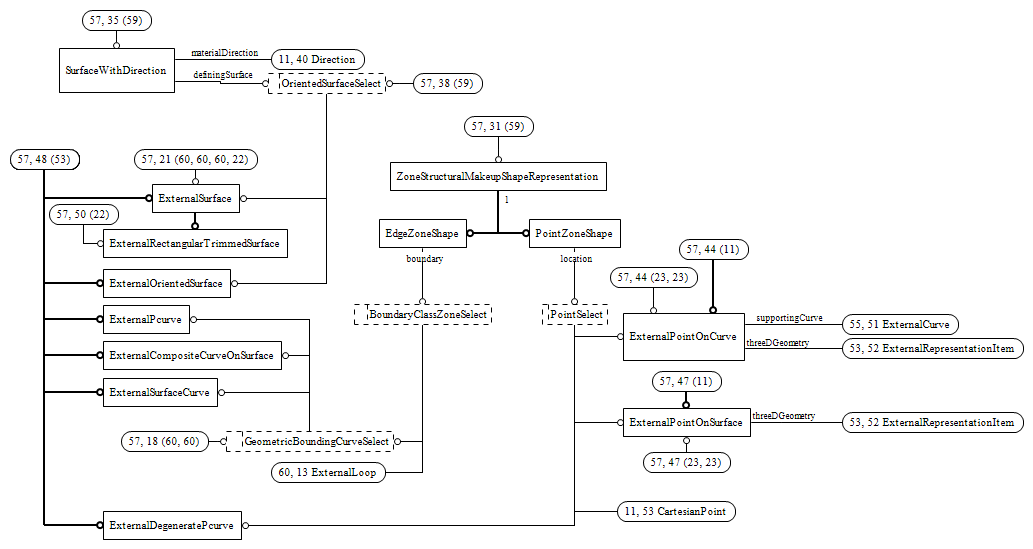 57, 35 (59)
materialDirection
11, 40 Direction
SurfaceWithDirection
definingSurface
OrientedSurfaceSelect
57, 38 (59)
57, 31 (59)
57, 48 (53)
57, 21 (60, 60, 60, 22)
ZoneStructuralMakeupShapeRepresentation
ExternalSurface
1
57, 50 (22)
EdgeZoneShape
PointZoneShape
ExternalRectangularTrimmedSurface
boundary
location
57, 44 (11)
57, 44 (23, 23)
ExternalOrientedSurface
BoundaryClassZoneSelect
PointSelect
ExternalPcurve
supportingCurve
55, 51 ExternalCurve
ExternalPointOnCurve
threeDGeometry
53, 52 ExternalRepresentationItem
ExternalCompositeCurveOnSurface
57, 47 (11)
ExternalSurfaceCurve
threeDGeometry
ExternalPointOnSurface
53, 52 ExternalRepresentationItem
57, 18 (60, 60)
GeometricBoundingCurveSelect
57, 47 (23, 23)
60, 13 ExternalLoop
11, 53 CartesianPoint
ExternalDegeneratePcurve